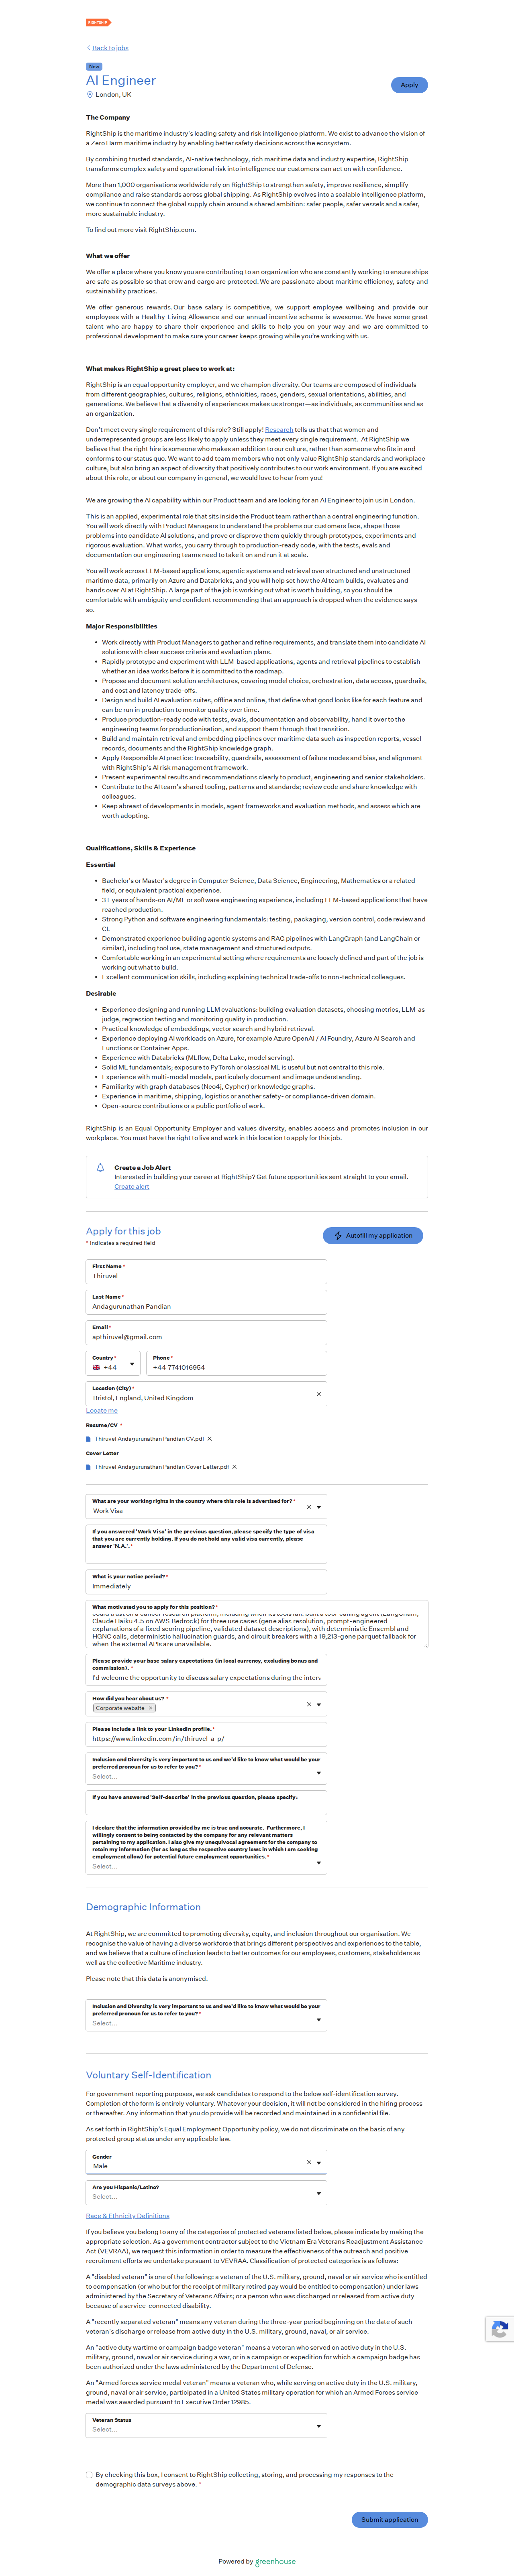 RIGHTSHIP
Back to jobs
New
AI Engineer
London, UK
Apply
The Company
RightShip is the maritime industry's leading safety and risk intelligence platform. We exist to advance the vision of
a Zero Harm maritime industry by enabling better safety decisions across the ecosystem.
By combining trusted standards, AI-native technology, rich maritime data and industry expertise, RightShip
transforms complex safety and operational risk into intelligence our customers can act on with confidence.
More than 1,000 organisations worldwide rely on RightShip to strengthen safety, improve resilience, simplify
compliance and raise standards across global shipping. As RightShip evolves into a scalable intelligence platform,
we continue to connect the global supply chain around a shared ambition: safer people, safer vessels and a safer,
more sustainable industry.
To find out more visit RightShip.com.
What we offer
We offer a place where you know you are contributing to an organization who are constantly working to ensure ships
are safe as possible so that crew and cargo are protected. We are passionate about maritime efficiency, safety and
sustainability practices.
We offer generous rewards. Our base salary is competitive, we support employee wellbeing and provide our
employees with a Healthy Living Allowance and our annual incentive scheme is awesome. We have some great
talent who are happy to share their experience and skills to help you on your way and we are committed to
professional development to make sure your career keeps growing while you're working with us.
What makes RightShip a great place to work at:
RightShip is an equal opportunity employer, and we champion diversity. Our teams are composed of individuals
from different geographies, cultures, religions, ethnicities, races, genders, sexual orientations, abilities, and
generations. We believe that a diversity of experiences makes us stronger—as individuals, as communities and as
an organization.
Don't meet every single requirement of this role? Still apply! Research tells us that that women and
underrepresented groups are less likely to apply unless they meet every single requirement. At RightShip we
believe that the right hire is someone who makes an addition to our culture, rather than someone who fits in and
conforms to our status quo. We want to add team members who not only value RightShip standards and workplace
culture, but also bring an aspect of diversity that positively contributes to our work environment. If you are excited
about this role, or about our company in general, we would love to hear from you!
We are growing the AI capability within our Product team and are looking for an AI Engineer to join us in London.
This is an applied, experimental role that sits inside the Product team rather than a central engineering function.
You will work directly with Product Managers to understand the problems our customers face, shape those
problems into candidate AI solutions, and prove or disprove them quickly through prototypes, experiments and
rigorous evaluation. What works, you carry through to production-ready code, with the tests, evals and
documentation our engineering teams need to take it on and run it at scale.
You will work across LLM-based applications, agentic systems and retrieval over structured and unstructured
maritime data, primarily on Azure and Databricks, and you will help set how the AI team builds, evaluates and
hands over AI at RightShip. A large part of the job is working out what is worth building, so you should be
comfortable with ambiguity and confident recommending that an approach is dropped when the evidence says
so.
Major Responsibilities
• Work directly with Product Managers to gather and refine requirements, and translate them into candidate AI
solutions with clear success criteria and evaluation plans.
• Rapidly prototype and experiment with LLM-based applications, agents and retrieval pipelines to establish
whether an idea works before it is committed to the roadmap.
• Propose and document solution architectures, covering model choice, orchestration, data access, guardrails,
and cost and latency trade-offs.
• Design and build AI evaluation suites, offline and online, that define what good looks like for each feature and
can be run in production to monitor quality over time.
• Produce production-ready code with tests, evals, documentation and observability, hand it over to the
engineering teams for productionisation, and support them through that transition.
• Build and maintain retrieval and embedding pipelines over maritime data such as inspection reports, vessel
records, documents and the RightShip knowledge graph.
• Apply Responsible AI practice: traceability, guardrails, assessment of failure modes and bias, and alignment
with RightShip's AI risk management framework.
• Present experimental results and recommendations clearly to product, engineering and senior stakeholders.
• Contribute to the AI team's shared tooling, patterns and standards; review code and share knowledge with
colleagues.
• Keep abreast of developments in models, agent frameworks and evaluation methods, and assess which are
worth adopting.
Qualifications, Skills & Experience
Essential
• Bachelor's or Master's degree in Computer Science, Data Science, Engineering, Mathematics or a related
field, or equivalent practical experience.
• 3+ years of hands-on AI/ML or software engineering experience, including LLM-based applications that have
reached production.
• Strong Python and software engineering fundamentals: testing, packaging, version control, code review and
CI.
• Demonstrated experience building agentic systems and RAG pipelines with LangGraph (and LangChain or
similar), including tool use, state management and structured outputs.
• Comfortable working in an experimental setting where requirements are loosely defined and part of the job is
working out what to build.
• Excellent communication skills, including explaining technical trade-offs to non-technical colleagues.
Desirable
• Experience designing and running LLM evaluations: building evaluation datasets, choosing metrics, LLM-as-
judge, regression testing and monitoring quality in production.
• Practical knowledge of embeddings, vector search and hybrid retrieval.
• Experience deploying AI workloads on Azure, for example Azure OpenAI / AI Foundry, Azure AI Search and
Functions or Container Apps.
• Experience with Databricks (MLflow, Delta Lake, model serving).
• Solid ML fundamentals; exposure to PyTorch or classical ML is useful but not central to this role.
• Experience with multi-modal models, particularly document and image understanding.
• Familiarity with graph databases (Neo4j, Cypher) or knowledge graphs.
• Experience in maritime, shipping, logistics or another safety- or compliance-driven domain.
• Open-source contributions or a public portfolio of work.
RightShip is an Equal Opportunity Employer and values diversity, enables access and promotes inclusion in our
workplace. You must have the right to live and work in this location to apply for this job.
Create a Job Alert
Interested in building your career at RightShip? Get future opportunities sent straight to your email.
Create alert
Apply for this job
* indicates a required field
Autofill my application
First Name *
Thiruvel
Last Name *
Andagurunathan Pandian
Email *
apthiruvel@gmail.com
Country *
+44
Phone *
+44 7741016954
Location (City) *
Bristol, England, United Kingdom
Locate me
Resume/CV *
Thiruvel Andagurunathan Pandian CV.pdf
Cover Letter
Thiruvel Andagurunathan Pandian Cover Letter.pdf
What are your working rights in the country where this role is advertised for? *
Work Visa
If you answered 'Work Visa' in the previous question, please specify the type of visa
that you are currently holding. If you do not hold any valid visa currently, please
answer 'N.A.'. *
What is your notice period? *
Immediately
What motivated you to apply for this position? *
Claude Haiku 4.5 on AWS Bedrock) for three use cases (gene alias resolution, prompt-engineered
explanations of a fixed scoring pipeline, validated dataset descriptions), with deterministic Ensembl and
HGNC calls, deterministic hallucination guards, and circuit breakers with a 19,213-gene parquet fallback for
when the external APIs are unavailable.
Please provide your base salary expectations (in local currency, excluding bonus and
commission). *
I'd welcome the opportunity to discuss salary expectations during the interv
How did you hear about us? *
Corporate website
Please include a link to your LinkedIn profile. *
https://www.linkedin.com/in/thiruvel-a-p/
Inclusion and Diversity is very important to us and we'd like to know what would be your
preferred pronoun for us to refer to you? *
Select...
If you have answered 'Self-describe' in the previous question, please specify:
I declare that the information provided by me is true and accurate. Furthermore, I
willingly consent to being contacted by the company for any relevant matters
pertaining to my application. I also give my unequivocal agreement for the company to
retain my information (for as long as the respective country laws in which I am seeking
employment allow) for potential future employment opportunities. *
Select...
Demographic Information
At RightShip, we are committed to promoting diversity, equity, and inclusion throughout our organisation. We
recognise the value of having a diverse workforce that brings different perspectives and experiences to the table,
and we believe that a culture of inclusion leads to better outcomes for our employees, customers, stakeholders as
well as the collective Maritime industry.
Please note that this data is anonymised.
Inclusion and Diversity is very important to us and we'd like to know what would be your
preferred pronoun for us to refer to you? *
Select...
Voluntary Self-Identification
For government reporting purposes, we ask candidates to respond to the below self-identification survey.
Completion of the form is entirely voluntary. Whatever your decision, it will not be considered in the hiring process
or thereafter. Any information that you do provide will be recorded and maintained in a confidential file.
As set forth in RightShip's Equal Employment Opportunity policy, we do not discriminate on the basis of any
protected group status under any applicable law.
Gender
Male
Are you Hispanic/Latino?
Select...
Race & Ethnicity Definitions
If you believe you belong to any of the categories of protected veterans listed below, please indicate by making the
appropriate selection. As a government contractor subject to the Vietnam Era Veterans Readjustment Assistance
Act (VEVRAA), we request this information in order to measure the effectiveness of the outreach and positive
recruitment efforts we undertake pursuant to VEVRAA. Classification of protected categories is as follows:
A "disabled veteran" is one of the following: a veteran of the U.S. military, ground, naval or air service who is entitled
to compensation (or who but for the receipt of military retired pay would be entitled to compensation) under laws
administered by the Secretary of Veterans Affairs; or a person who was discharged or released from active duty
because of a service-connected disability.
A "recently separated veteran" means any veteran during the three-year period beginning on the date of such
veteran's discharge or release from active duty in the U.S. military, ground, naval, or air service.
An "active duty wartime or campaign badge veteran" means a veteran who served on active duty in the U.S.
military, ground, naval or air service during a war, or in a campaign or expedition for which a campaign badge has
been authorized under the laws administered by the Department of Defense.
An "Armed forces service medal veteran" means a veteran who, while serving on active duty in the U.S. military,
ground, naval or air service, participated in a United States military operation for which an Armed Forces service
medal was awarded pursuant to Executive Order 12985.
Veteran Status
Select...
By checking this box, I consent to RightShip collecting, storing, and processing my responses to the
demographic data surveys above. *
Submit application
Powered by greenhouse